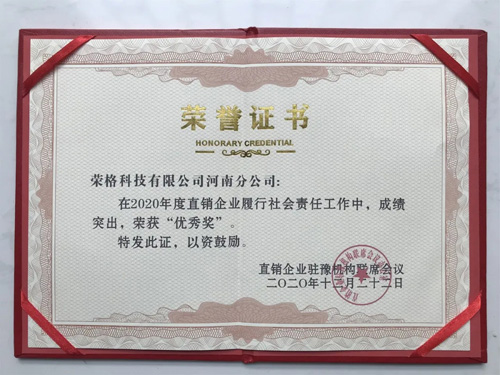 荣誉证书
HONORARY CREDENTIAL
荣格科技有限公司河南分公司:
在2020年度直销企业履行社会责任工作中，成绩
突出，荣获“优秀奖”。
特发此证，以资鼓励。
直销企业驻豫机构联席会议
二〇二〇年十二月二十二日